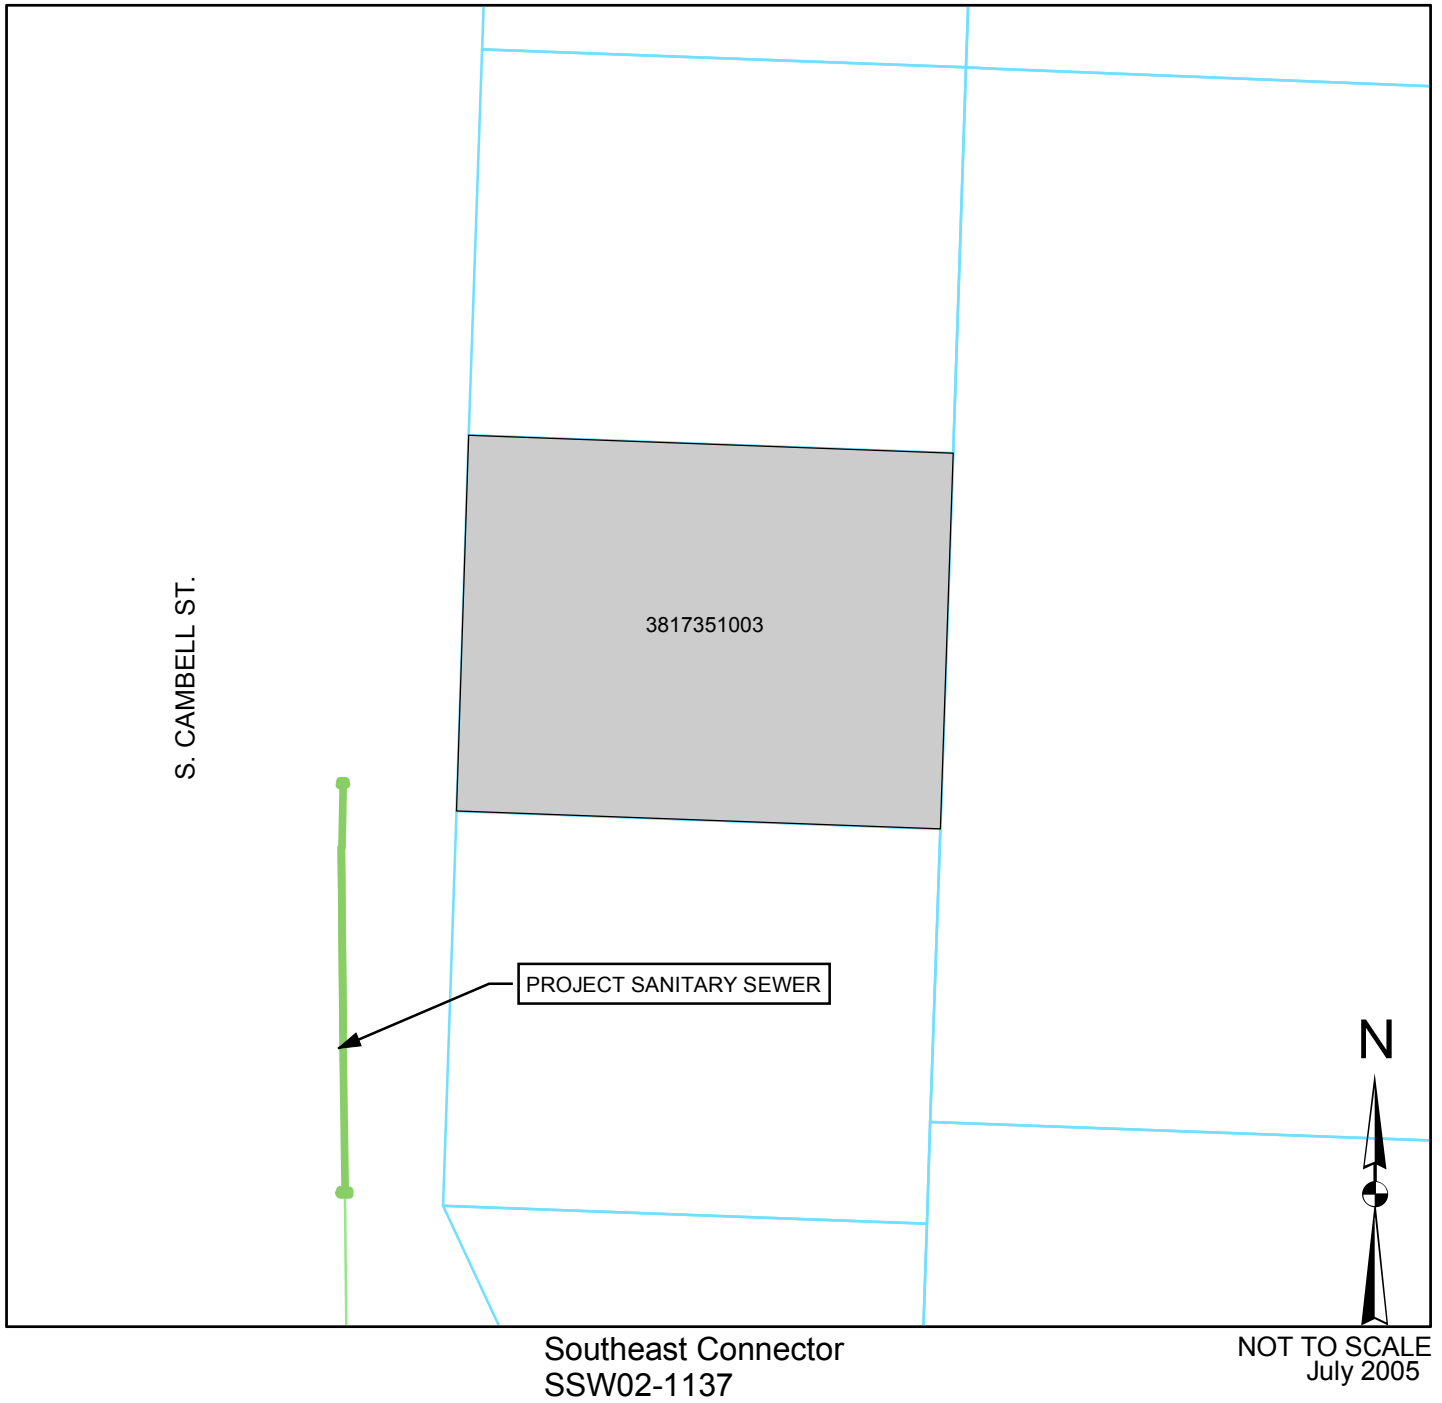 3817351003
S. CAMBELL ST.
PROJECT SANITARY SEWER
N
Southeast Connector
SSW02-1137
NOT TO SCALE
July 2005